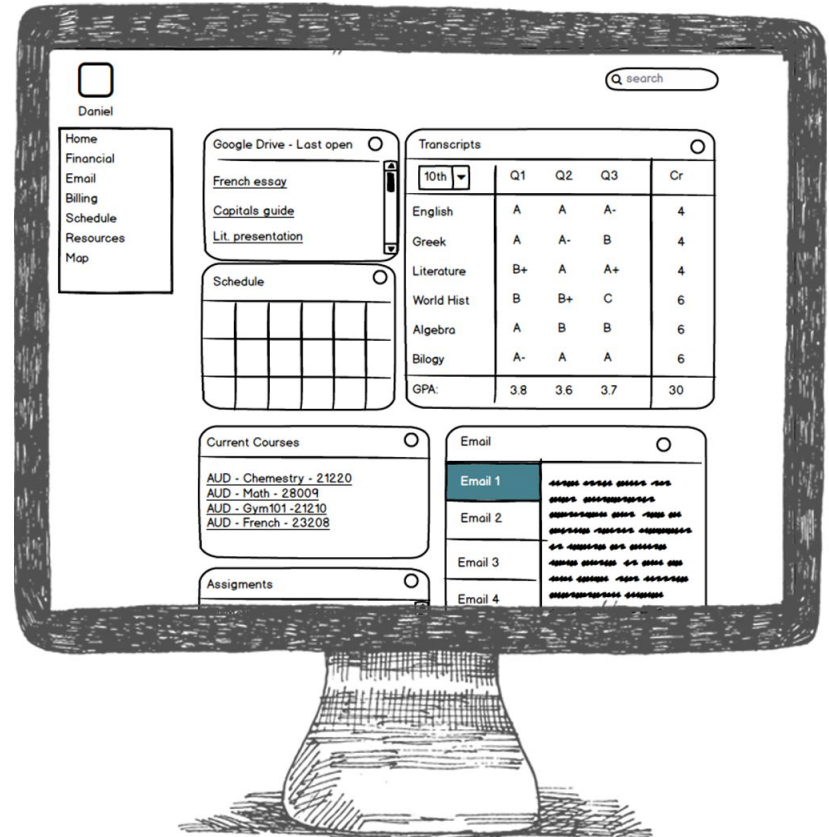 search
Daniel
Home
Financial
Email
Billing
Schedule
Resources
Map
Google Drive - Last open
French essay
Capitals guide
Lit. presentation
Schedule
Transcripts
10th Q1 Q2 Q3 Cr
English A A A- 4
Greek A A- B 4
Literature B+ A A+ 4
World Hist B B+ C 6
Algebra A B B 6
Bilogy A- A A 6
GPA: 3.8 3.6 3.7 30
Current Courses
AUD - Chemestry - 21220
AUD - Math - 28009
AUD - Gym101 -21210
AUD - French - 23208
Assigments
Email
Email 1
Email 2
Email 3
Email 4